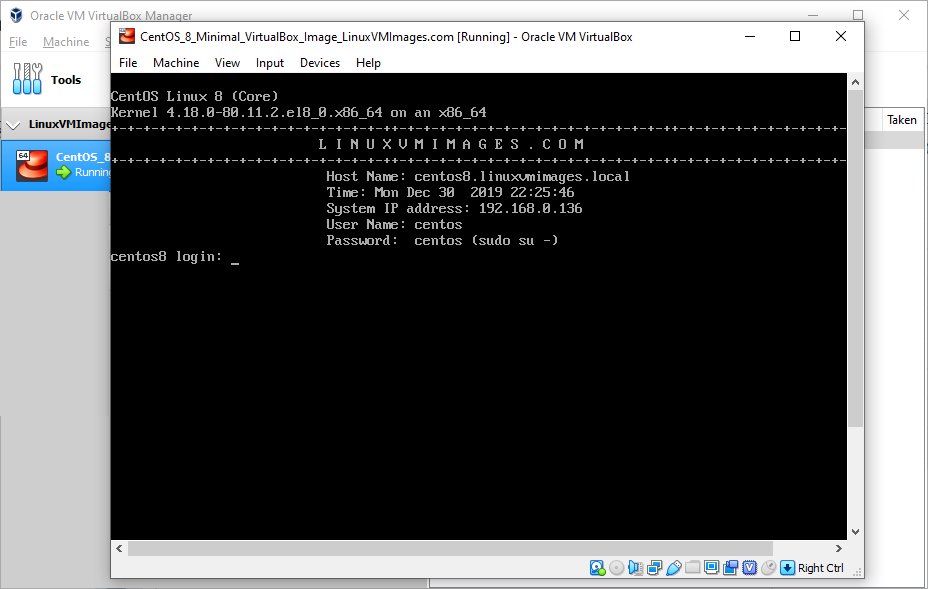 Oracle VM VirtualBox Manager
File Machine
Tools
LinuxVMImage
Taken
64
CentOS_8
Running
CentOS_8_Minimal_VirtualBox_Image_LinuxVMImages.com [Running] - Oracle VM VirtualBox
File Machine View Input Devices Help
CentOS Linux 8 (Core)
Kernel 4.18.0-80.11.2.el8_0.x86_64 on an x86_64
L I N U X V M I M A G E S . C O M
Host Name: centos8.linuxvmimages.local
Time: Mon Dec 30  2019 22:25:46
System IP address: 192.168.0.136
User Name: centos
Password:  centos (sudo su -)
centos8 login: _
Right Ctrl